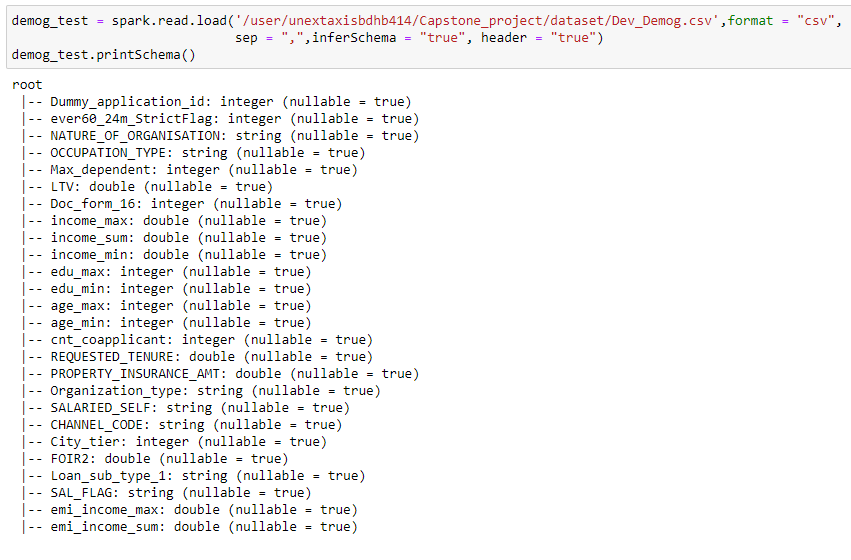 demog_test = spark.read.load('/user/unextaxisbdhb414/Capstone_project/dataset/Dev_Demog.csv',format = "csv",
sep = ",",inferSchema = "true", header = "true")
demog_test.printSchema()
root
|-- Dummy_application_id: integer (nullable = true)
|-- ever60_24m_StrictFlag: integer (nullable = true)
|-- NATURE_OF_ORGANISATION: string (nullable = true)
|-- OCCUPATION_TYPE: string (nullable = true)
|-- Max_dependent: integer (nullable = true)
|-- LTV: double (nullable = true)
|-- Doc_form_16: integer (nullable = true)
|-- income_max: double (nullable = true)
|-- income_sum: double (nullable = true)
|-- income_min: double (nullable = true)
|-- edu_max: integer (nullable = true)
|-- edu_min: integer (nullable = true)
|-- age_max: integer (nullable = true)
|-- age_min: integer (nullable = true)
|-- cnt_coapplicant: integer (nullable = true)
|-- REQUESTED_TENURE: double (nullable = true)
|-- PROPERTY_INSURANCE_AMT: double (nullable = true)
|-- Organization_type: string (nullable = true)
|-- SALARIED_SELF: string (nullable = true)
|-- CHANNEL_CODE: string (nullable = true)
|-- City_tier: integer (nullable = true)
|-- FOIR2: double (nullable = true)
|-- Loan_sub_type_1: string (nullable = true)
|-- SAL_FLAG: string (nullable = true)
|-- emi_income_max: double (nullable = true)
|-- emi_income_sum: double (nullable = true)